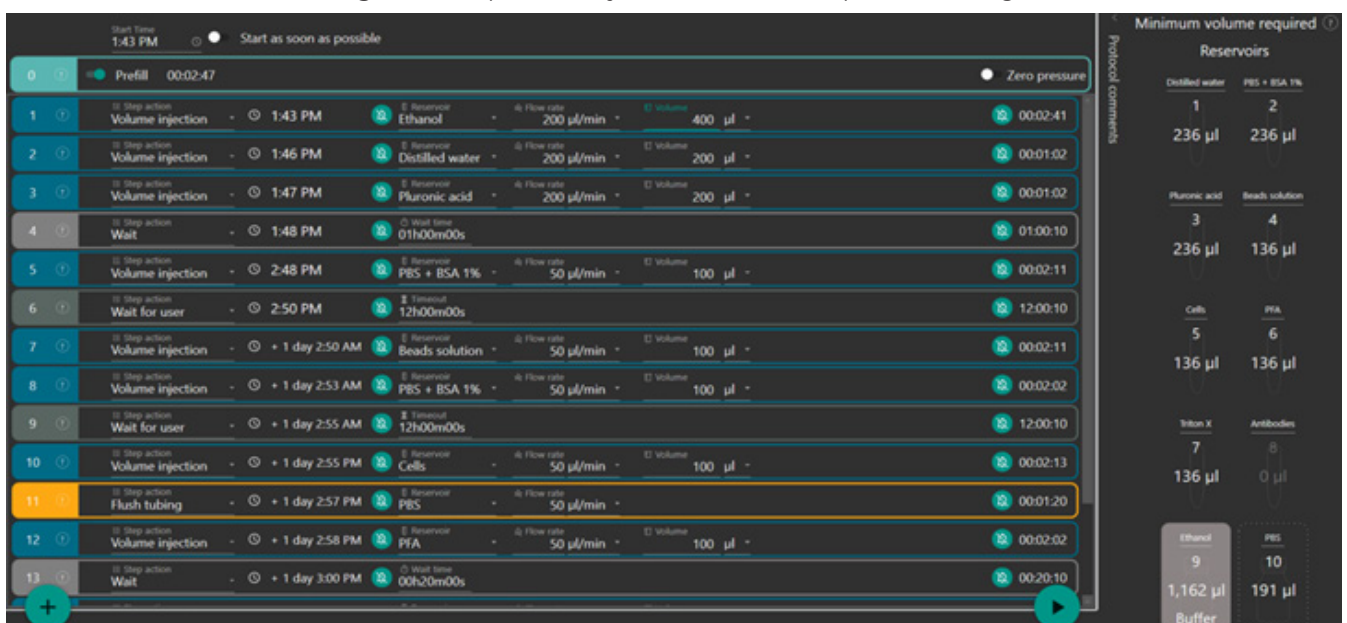 Start Time
1:43 PM Start as soon as possible
0 Prefill 00:02:47 Zero pressure
Step action Reservoir Flow rate Volume
1 Volume injection 1:43 PM Ethanol 200 µl/min 400 µl 00:02:41
Step action Reservoir Flow rate Volume
2 Volume injection 1:46 PM Distilled water 200 µl/min 200 µl 00:01:02
Step action Reservoir Flow rate Volume
3 Volume injection 1:47 PM Pluronic acid 200 µl/min 200 µl 00:01:02
Step action Wait time
4 Wait 1:48 PM 01h00m00s 01:00:10
Step action Reservoir Flow rate Volume
5 Volume injection 2:48 PM PBS + BSA 1% 50 µl/min 100 µl 00:02:11
Step action Timeout
6 Wait for user 2:50 PM 12h00m00s 12:00:10
Step action Reservoir Flow rate Volume
7 Volume injection + 1 day 2:50 AM Beads solution 50 µl/min 100 µl 00:02:11
Step action Reservoir Flow rate Volume
8 Volume injection + 1 day 2:53 AM PBS + BSA 1% 50 µl/min 100 µl 00:02:02
Step action Timeout
9 Wait for user + 1 day 2:55 AM 12h00m00s 12:00:10
Step action Reservoir Flow rate Volume
10 Volume injection + 1 day 2:55 PM Cells 50 µl/min 100 µl 00:02:13
Step action Reservoir Flow rate
11 Flush tubing + 1 day 2:57 PM PBS 50 µl/min 00:01:20
Step action Reservoir Flow rate Volume
12 Volume injection + 1 day 2:58 PM PFA 50 µl/min 100 µl 00:02:02
Step action Wait time
13 Wait + 1 day 3:00 PM 00h20m00s 00:20:10
+
Protocol comments
Minimum volume required ?
Reservoirs
Distilled water PBS + BSA 1%
1 2
236 µl 236 µl
Pluronic acid Beads solution
3 4
236 µl 136 µl
Cells PFA
5 6
136 µl 136 µl
Triton X Antibodies
7 8
136 µl 0 µl
Ethanol PBS
9 10
1,162 µl 191 µl
Buffer